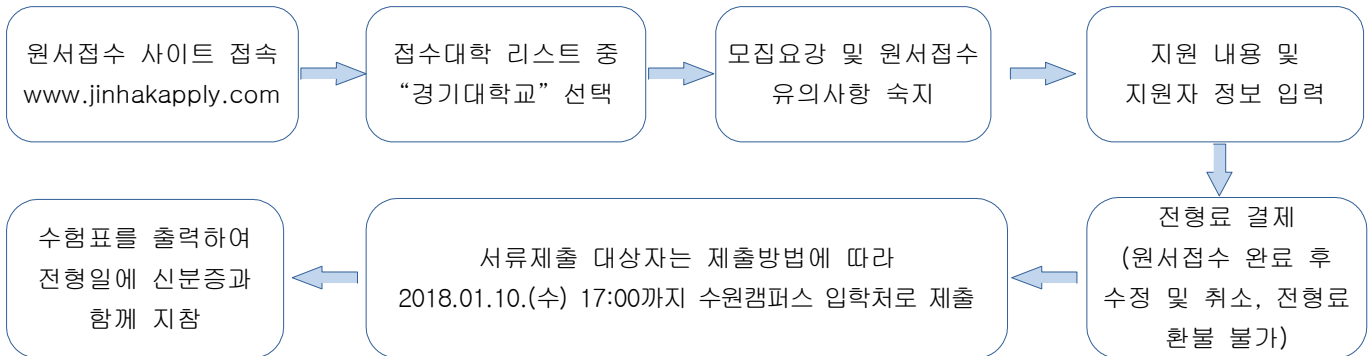 원서접수 사이트 접속
www.jinhakapply.com
접수대학 리스트 중
“경기대학교” 선택
모집요강 및 원서접수
유의사항 숙지
지원 내용 및
지원자 정보 입력
전형료 결제
(원서접수 완료 후
수정 및 취소, 전형료
환불 불가)
서류제출 대상자는 제출방법에 따라
2018.01.10.(수) 17:00까지 수원캠퍼스 입학처로 제출
수험표를 출력하여
전형일에 신분증과
함께 지참